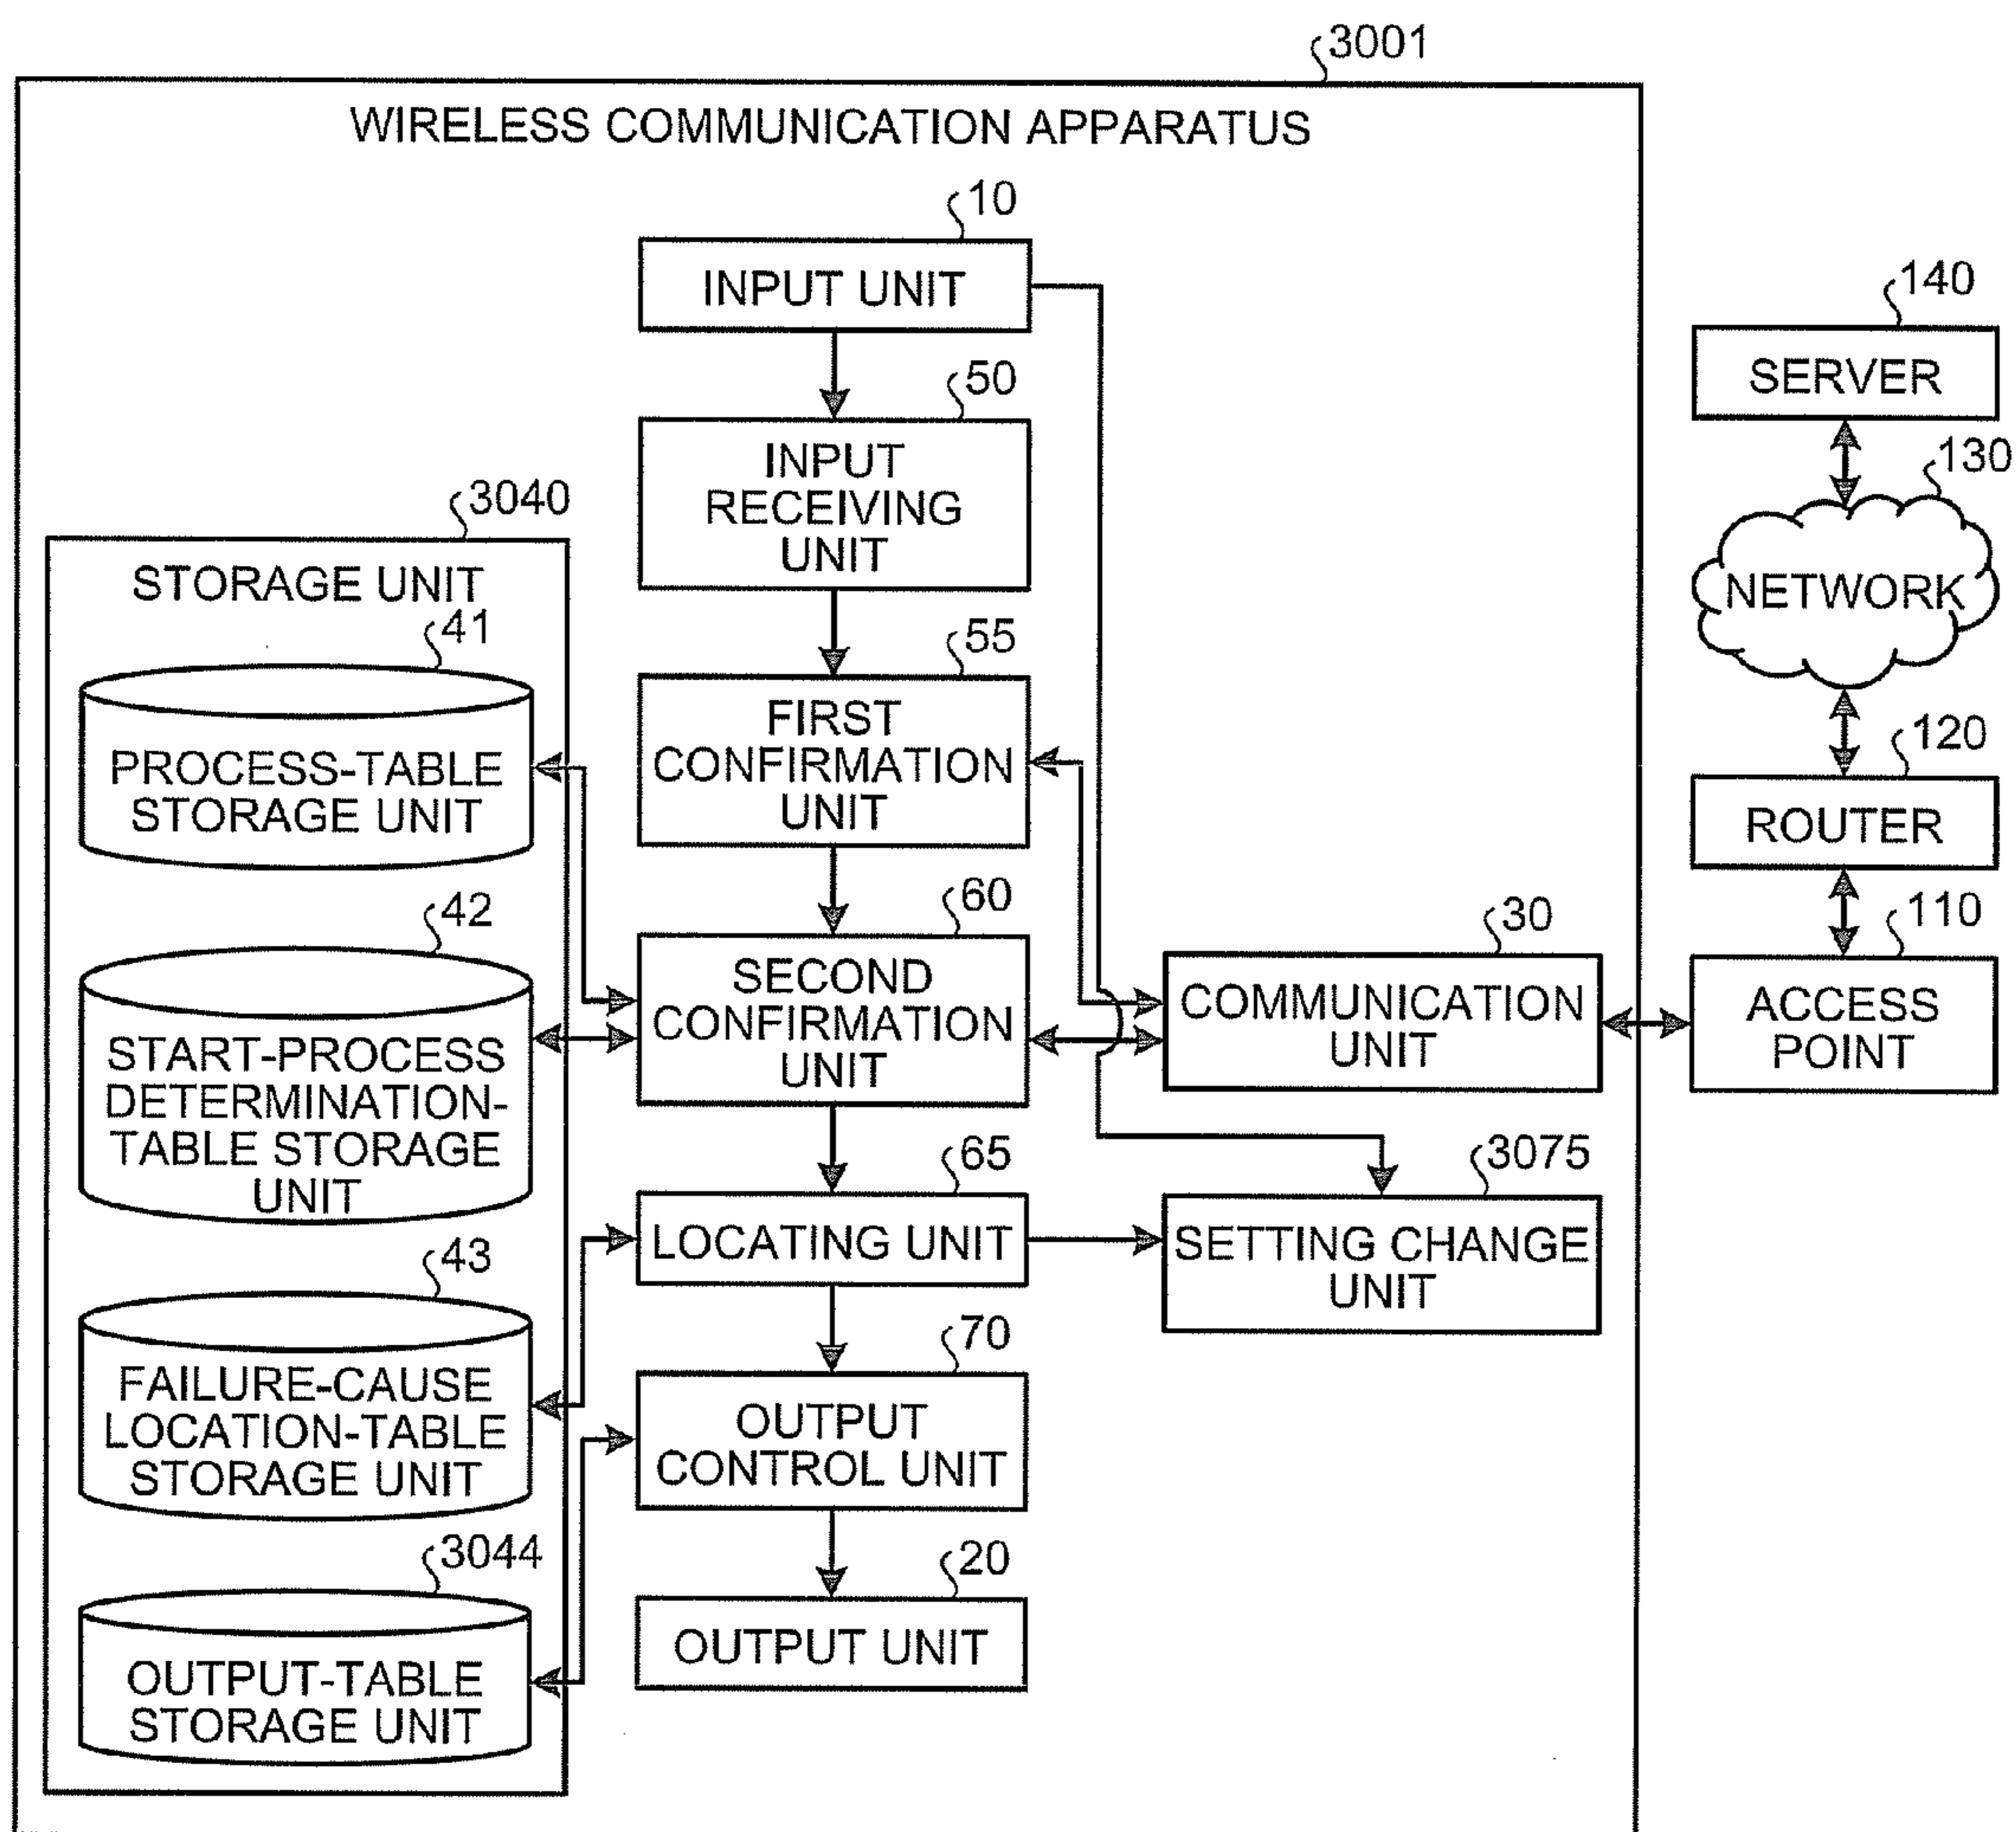 3001
WIRELESS COMMUNICATION APPARATUS
10
INPUT UNIT
140
SERVER
50
INPUT
RECEIVING
UNIT
130
NETWORK
3040
STORAGE UNIT
41
PROCESS-TABLE
STORAGE UNIT
55
FIRST
CONFIRMATION
UNIT
120
ROUTER
42
START-PROCESS
DETERMINATION-
TABLE STORAGE
UNIT
60
SECOND
CONFIRMATION
UNIT
30
COMMUNICATION
UNIT
110
ACCESS
POINT
65
LOCATING UNIT
3075
SETTING CHANGE
UNIT
43
FAILURE-CAUSE
LOCATION-TABLE
STORAGE UNIT
70
OUTPUT
CONTROL UNIT
3044
OUTPUT-TABLE
STORAGE UNIT
20
OUTPUT UNIT